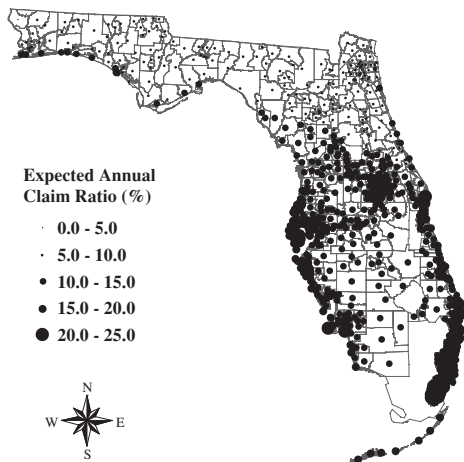 Expected Annual
Claim Ratio (%)
0.0 - 5.0
5.0 - 10.0
10.0 - 15.0
15.0 - 20.0
20.0 - 25.0
N
W E
S